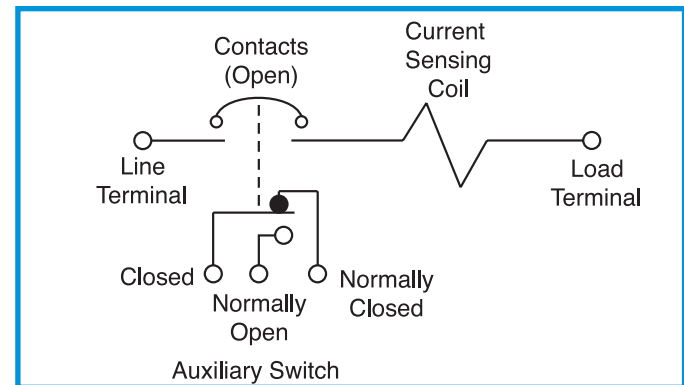 Contacts
(Open)
Current
Sensing
Coil
Line
Terminal
Load
Terminal
Closed
Normally
Open
Normally
Closed
Auxiliary Switch